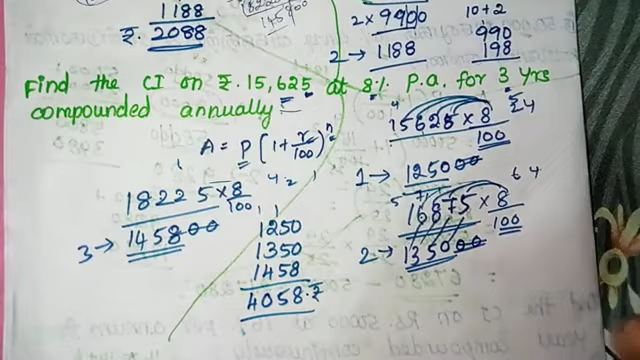 1188
₹. 2088
2 × 9900
2 → 1188
10+2
990
198
Find the CI on ₹. 15,625 at 8% P.a. for 3 yrs
compounded annually.
A = P(1 + r/100)^n
15625 × 8
100
1 → 125000
16875 × 8
100
2 → 135000
18225 × 8
100
3 → 145800
1250
1350
1458
4058.₹